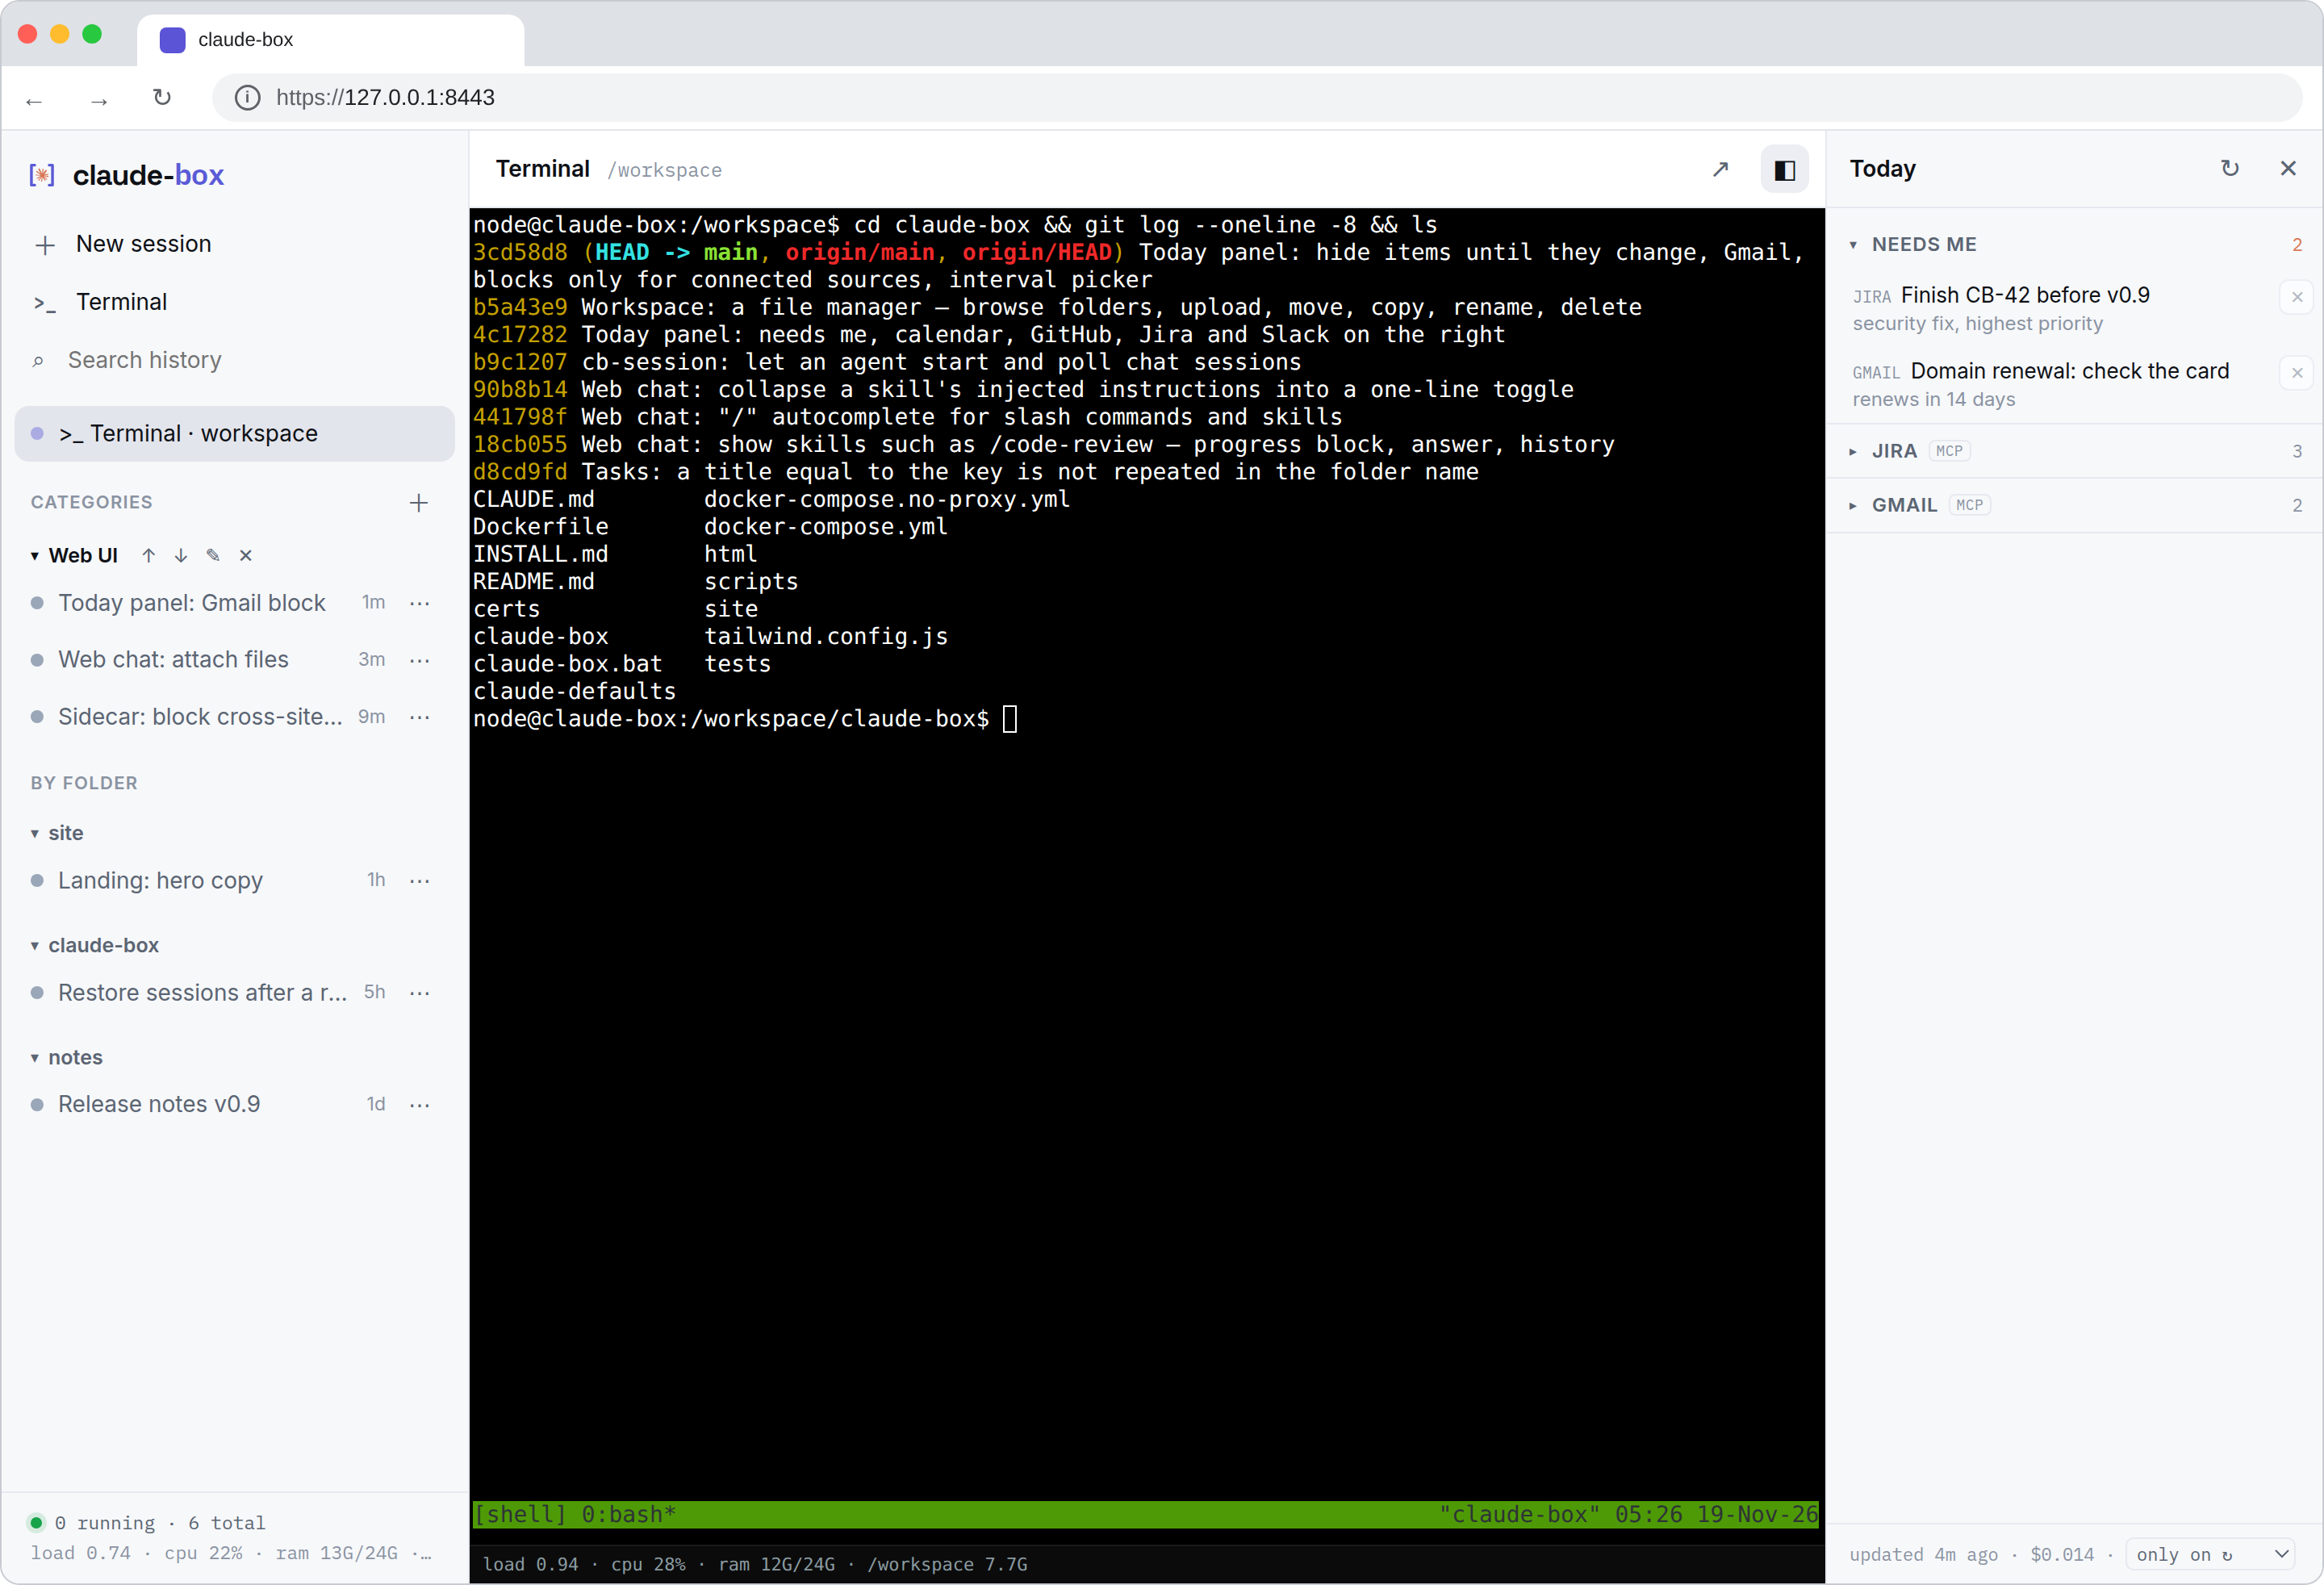 claude-box
← → ↻ https://127.0.0.1:8443
claude-box
+ New session
>_ Terminal
⌕ Search history
>_ Terminal · workspace
CATEGORIES +
▾ Web UI ↑ ↓ ✎ ✕
Today panel: Gmail block 1m ···
Web chat: attach files 3m ···
Sidecar: block cross-site… 9m ···
BY FOLDER
▾ site
Landing: hero copy 1h ···
▾ claude-box
Restore sessions after a r… 5h ···
▾ notes
Release notes v0.9 1d ···
0 running · 6 total
load 0.74 · cpu 22% · ram 13G/24G ·…
Terminal /workspace ↗ ◧
node@claude-box:/workspace$ cd claude-box && git log --oneline -8 && ls
3cd58d8 (HEAD -> main, origin/main, origin/HEAD) Today panel: hide items until they change, Gmail,
blocks only for connected sources, interval picker
b5a43e9 Workspace: a file manager — browse folders, upload, move, copy, rename, delete
4c17282 Today panel: needs me, calendar, GitHub, Jira and Slack on the right
b9c1207 cb-session: let an agent start and poll chat sessions
90b8b14 Web chat: collapse a skill's injected instructions into a one-line toggle
441798f Web chat: "/" autocomplete for slash commands and skills
18cb055 Web chat: show skills such as /code-review — progress block, answer, history
d8cd9fd Tasks: a title equal to the key is not repeated in the folder name
CLAUDE.md docker-compose.no-proxy.yml
Dockerfile docker-compose.yml
INSTALL.md html
README.md scripts
certs site
claude-box tailwind.config.js
claude-box.bat tests
claude-defaults
node@claude-box:/workspace/claude-box$
[shell] 0:bash* "claude-box" 05:26 19-Nov-26
load 0.94 · cpu 28% · ram 12G/24G · /workspace 7.7G
Today ↻ ✕
▾ NEEDS ME 2
JIRA Finish CB-42 before v0.9 ✕
security fix, highest priority
GMAIL Domain renewal: check the card ✕
renews in 14 days
▸ JIRA MCP 3
▸ GMAIL MCP 2
updated 4m ago · $0.014 · only on ↻